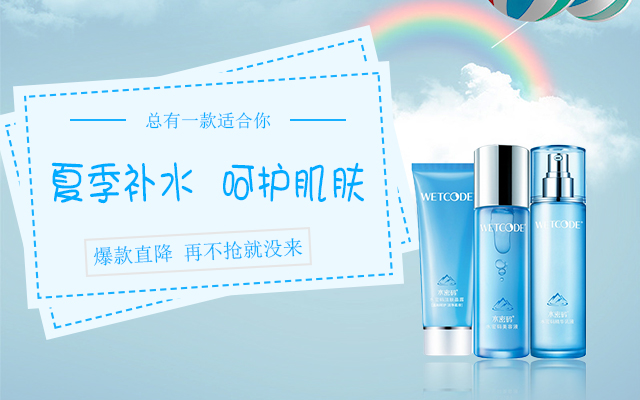 总有一款适合你
夏季补水 呵护肌肤
爆款直降 再不抢就没来
WETCODE
水密码
WETCODE
水密码
WETCODE
水密码